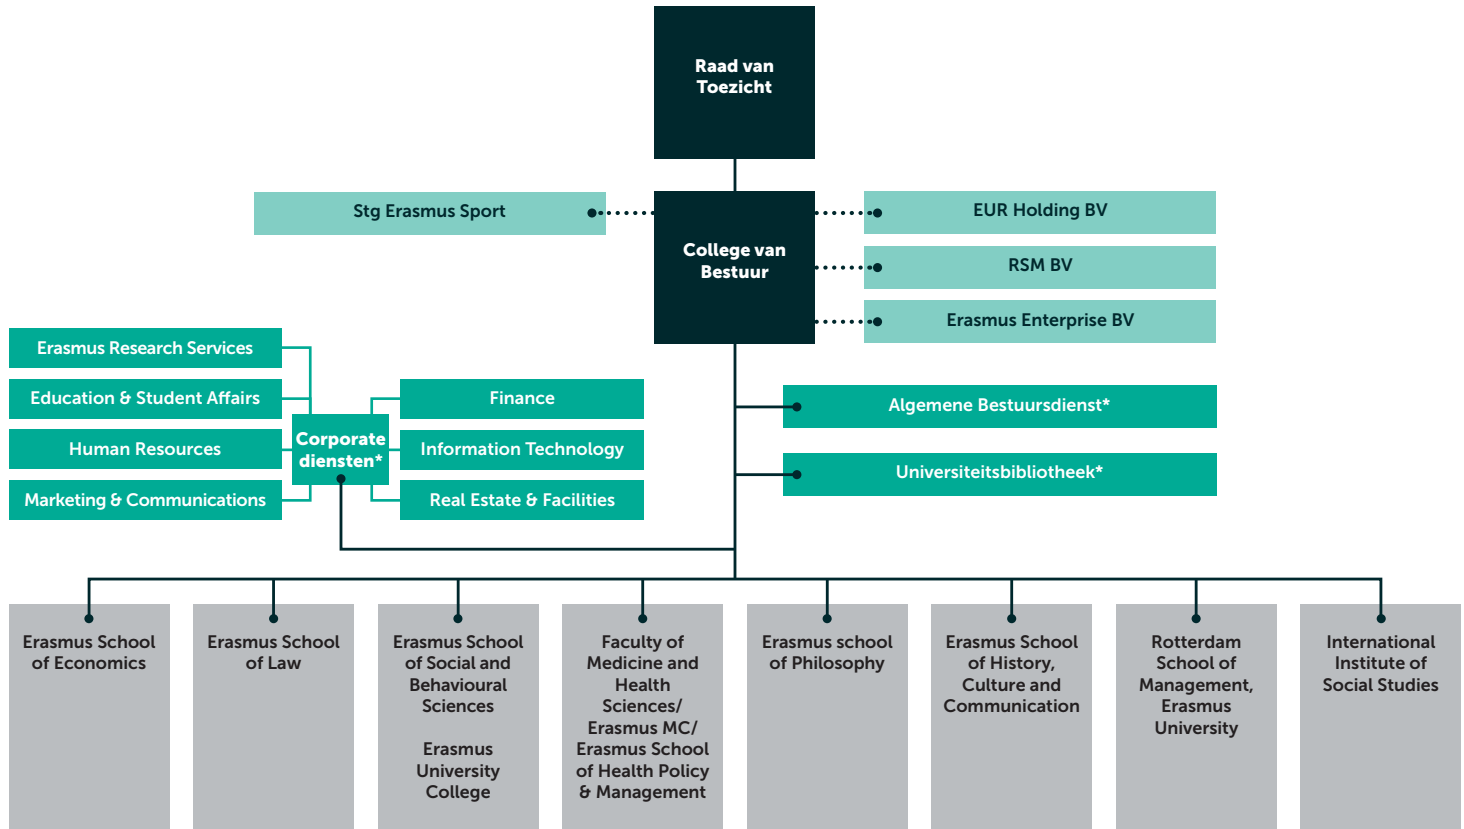 Raad van
Toezicht
Stg Erasmus Sport
College van
Bestuur
EUR Holding BV
RSM BV
Erasmus Enterprise BV
Erasmus Research Services
Education & Student Affairs
Human Resources
Marketing & Communications
Corporate
diensten*
Finance
Information Technology
Real Estate & Facilities
Algemene Bestuursdienst*
Universiteitsbibliotheek*
Erasmus School
of Economics
Erasmus School
of Law
Erasmus School
of Social and
Behavioural
Sciences
Erasmus
University
College
Faculty of
Medicine and
Health
Sciences/
Erasmus MC/
Erasmus School
of Health Policy
& Management
Erasmus school
of Philosophy
Erasmus School
of History,
Culture and
Communication
Rotterdam
School of
Management,
Erasmus
University
International
Institute of
Social Studies